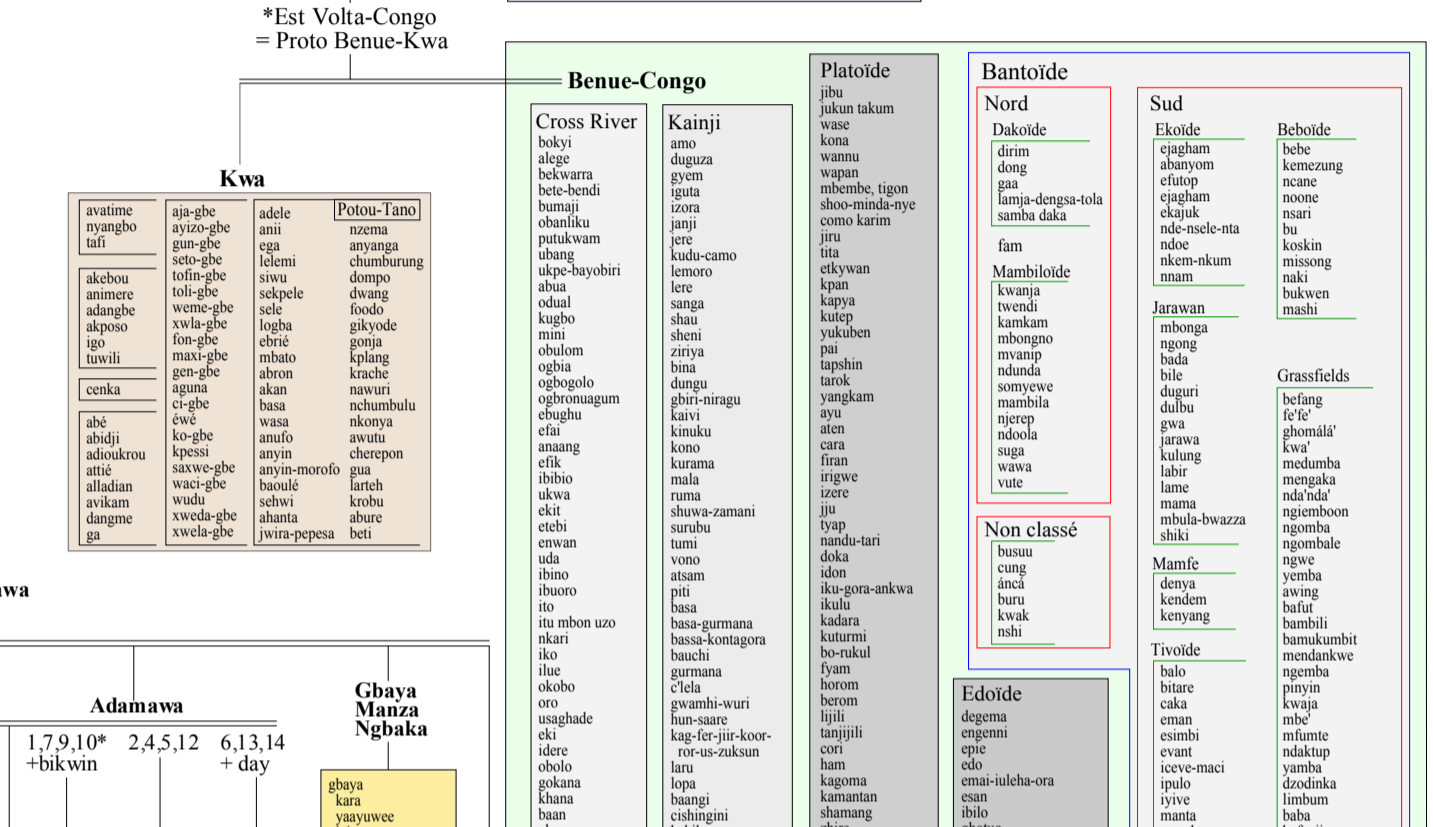 *Est Volta-Congo
= Proto Benue-Kwa
Kwa
avatime
nyangbo
tafi
akebou
animere
adangbe
akposo
igo
tuwili
cenka
abé
abidji
adioukrou
attié
alladian
avikam
dangme
ga
aja-gbe
ayizo-gbe
gun-gbe
seto-gbe
tofin-gbe
toli-gbe
weme-gbe
xwla-gbe
fon-gbe
maxi-gbe
gen-gbe
aguna
ci-gbe
éwé
ko-gbe
kpessi
saxwe-gbe
waci-gbe
wudu
xweda-gbe
xwela-gbe
adele
anii
ega
lelemi
siwu
sekpele
sele
logba
ebrié
mbato
abron
akan
basa
wasa
anufo
anyin
anyin-morofo
baoulé
sehwi
ahanta
jwira-pepesa
Potou-Tano
nzema
anyanga
chumburung
dompo
dwang
foodo
gikyode
gonja
kplang
krache
nawuri
nchumbulu
nkonya
awutu
cherepon
gua
larteh
krobu
abure
beti
Benue-Congo
Cross River
bokyi
alege
bekwarra
bete-bendi
bumaji
obanliku
putukwam
ubang
ukpe-bayobiri
abua
odual
kugbo
mini
obulom
ogbia
ogbogolo
ogbronuagum
ebughu
efai
anaang
efik
ibibio
ukwa
ekit
etebi
enwan
uda
ibino
ibuoro
ito
itu mbon uzo
nkari
iko
ilue
okobo
oro
usaghade
eki
idere
obolo
gokana
khana
baan
Kainji
amo
duguza
gyem
iguta
izora
janji
jere
kudu-camo
lemoro
lere
sanga
shau
sheni
ziriya
bina
dungu
gbiri-niragu
kaivi
kinuku
kono
kurama
mala
ruma
shuwa-zamani
surubu
tumi
vono
atsam
piti
basa
basa-gurmana
bassa-kontagora
bauchi
gurmana
c'lela
gwamhi-wuri
hun-saare
kag-fer-jiir-koor-
ror-us-zuksun
laru
lopa
baangi
cishingini
Platoïde
jibu
jukun takum
wase
kona
wannu
wapan
mbembe, tigon
shoo-minda-nye
como karim
jiru
tita
etkywan
kpan
kapya
kutep
yukuben
pai
tapshin
tarok
yangkam
ayu
aten
cara
firan
irigwe
izere
jju
tyap
nandu-tari
doka
idon
iku-gora-ankwa
ikulu
kadara
kuturmi
bo-rukul
fyam
horom
berom
lijili
tanjijili
cori
ham
kagoma
kamantan
shamang
Bantoïde
Nord
Dakoïde
dirim
dong
gaa
lamja-dengsa-tola
samba daka
fam
Mambiloïde
kwanja
twendi
kamkam
mbongno
mvanip
ndunda
somyewe
mambila
njerep
ndoola
suga
wawa
vute
Non classé
busuu
cung
áncá
buru
kwak
nshi
Edoïde
degema
engenni
epie
edo
emai-iuleha-ora
esan
ibilo
Sud
Ekoïde
ejagham
abanyom
efutop
ejagham
ekajuk
nde-nsele-nta
ndoe
nkem-nkum
nnam
Jarawan
mbonga
ngong
bada
bile
duguri
dulbu
gwa
jarawa
kulung
labir
lame
mama
mbula-bwazza
shiki
Mamfe
denya
kendem
kenyang
Tivoïde
balo
bitare
caka
eman
esimbi
evant
iceve-maci
ipulo
iyive
manta
Beboïde
bebe
kemezung
ncane
noone
nsari
bu
koskin
missong
naki
bukwen
mashi
Grassfields
befang
fe'fe'
ghomálá'
kwa'
medumba
mengaka
nda'nda'
ngiemboon
ngomba
ngombale
ngwe
yemba
awing
bafut
bambili
bamukumbit
mendankwe
ngemba
pinyin
kwaja
mbe'
mfumte
ndaktup
yamba
dzodinka
limbum
baba
Adamawa
1,7,9,10*
+bikwin
2,4,5,12
6,13,14
+ day
Gbaya
Manza
Ngbaka
gbaya
kara
yaayuwee